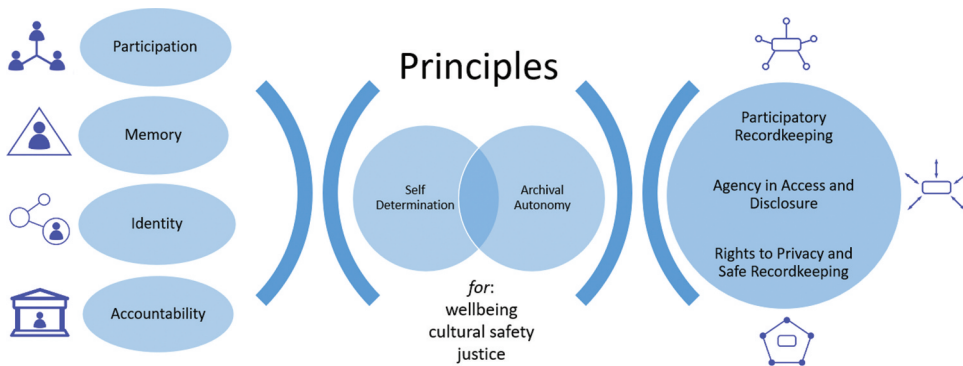 Participation
Memory
Identity
Accountability
Principles
Self
Determination
Archival
Autonomy
for:
wellbeing
cultural safety
justice
Participatory
Recordkeeping
Agency in Access and
Disclosure
Rights to Privacy and
Safe Recordkeeping